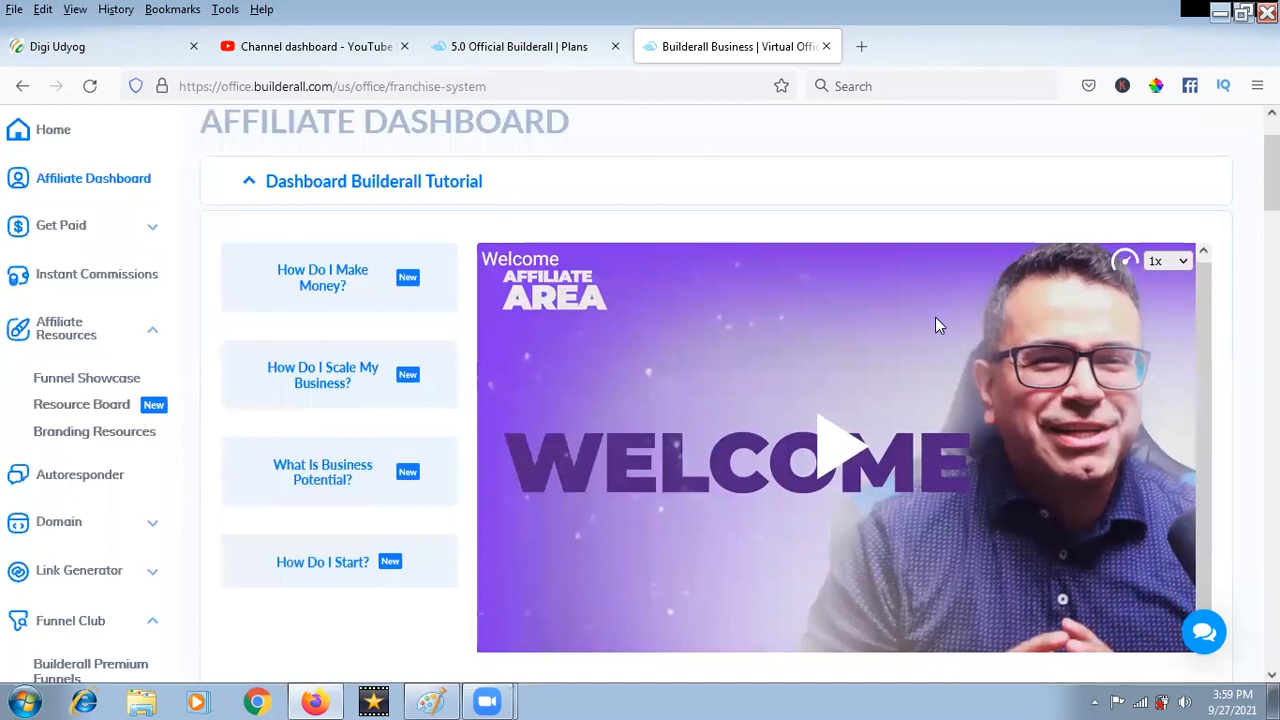 File Edit View History Bookmarks Tools Help
Digi Udyog
Channel dashboard - YouTube
5.0 Official Builderall | Plans
Builderall Business | Virtual Offic
https://office.builderall.com/us/office/franchise-system
Search
K
f
IQ
Home
Affiliate Dashboard
Get Paid
Instant Commissions
Affiliate
Resources
Funnel Showcase
Resource Board New
Branding Resources
Autoresponder
Domain
Link Generator
Funnel Club
Builderall Premium
Funnels
AFFILIATE DASHBOARD
Dashboard Builderall Tutorial
How Do I Make
Money?
New
How Do I Scale My
Business?
New
What Is Business
Potential?
New
How Do I Start? New
Welcome
1x
AFFILIATE
AREA
WELCOME
3:59 PM
9/27/2021